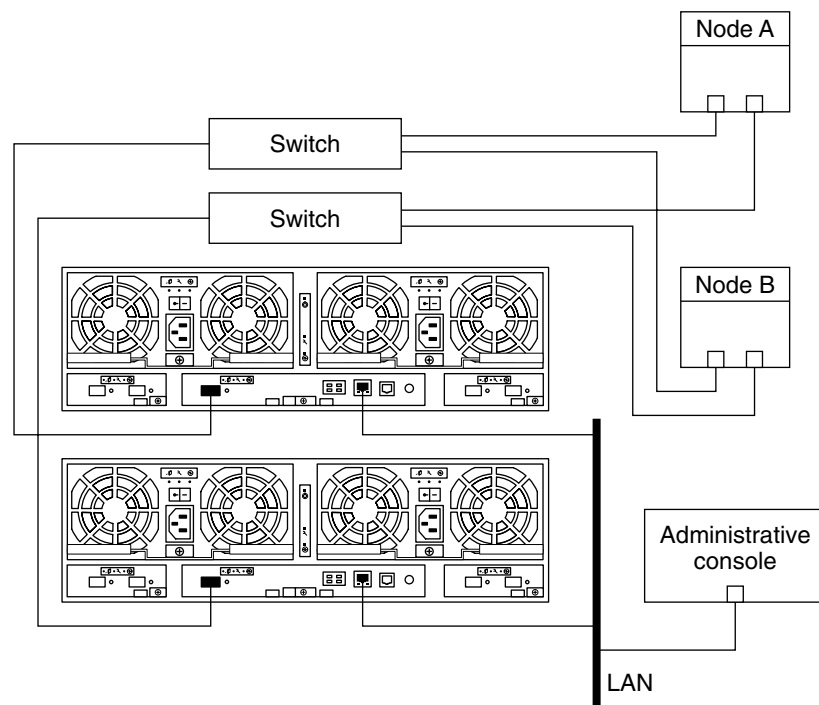 Node A
Switch
Switch
Node B
Administrative
console
LAN